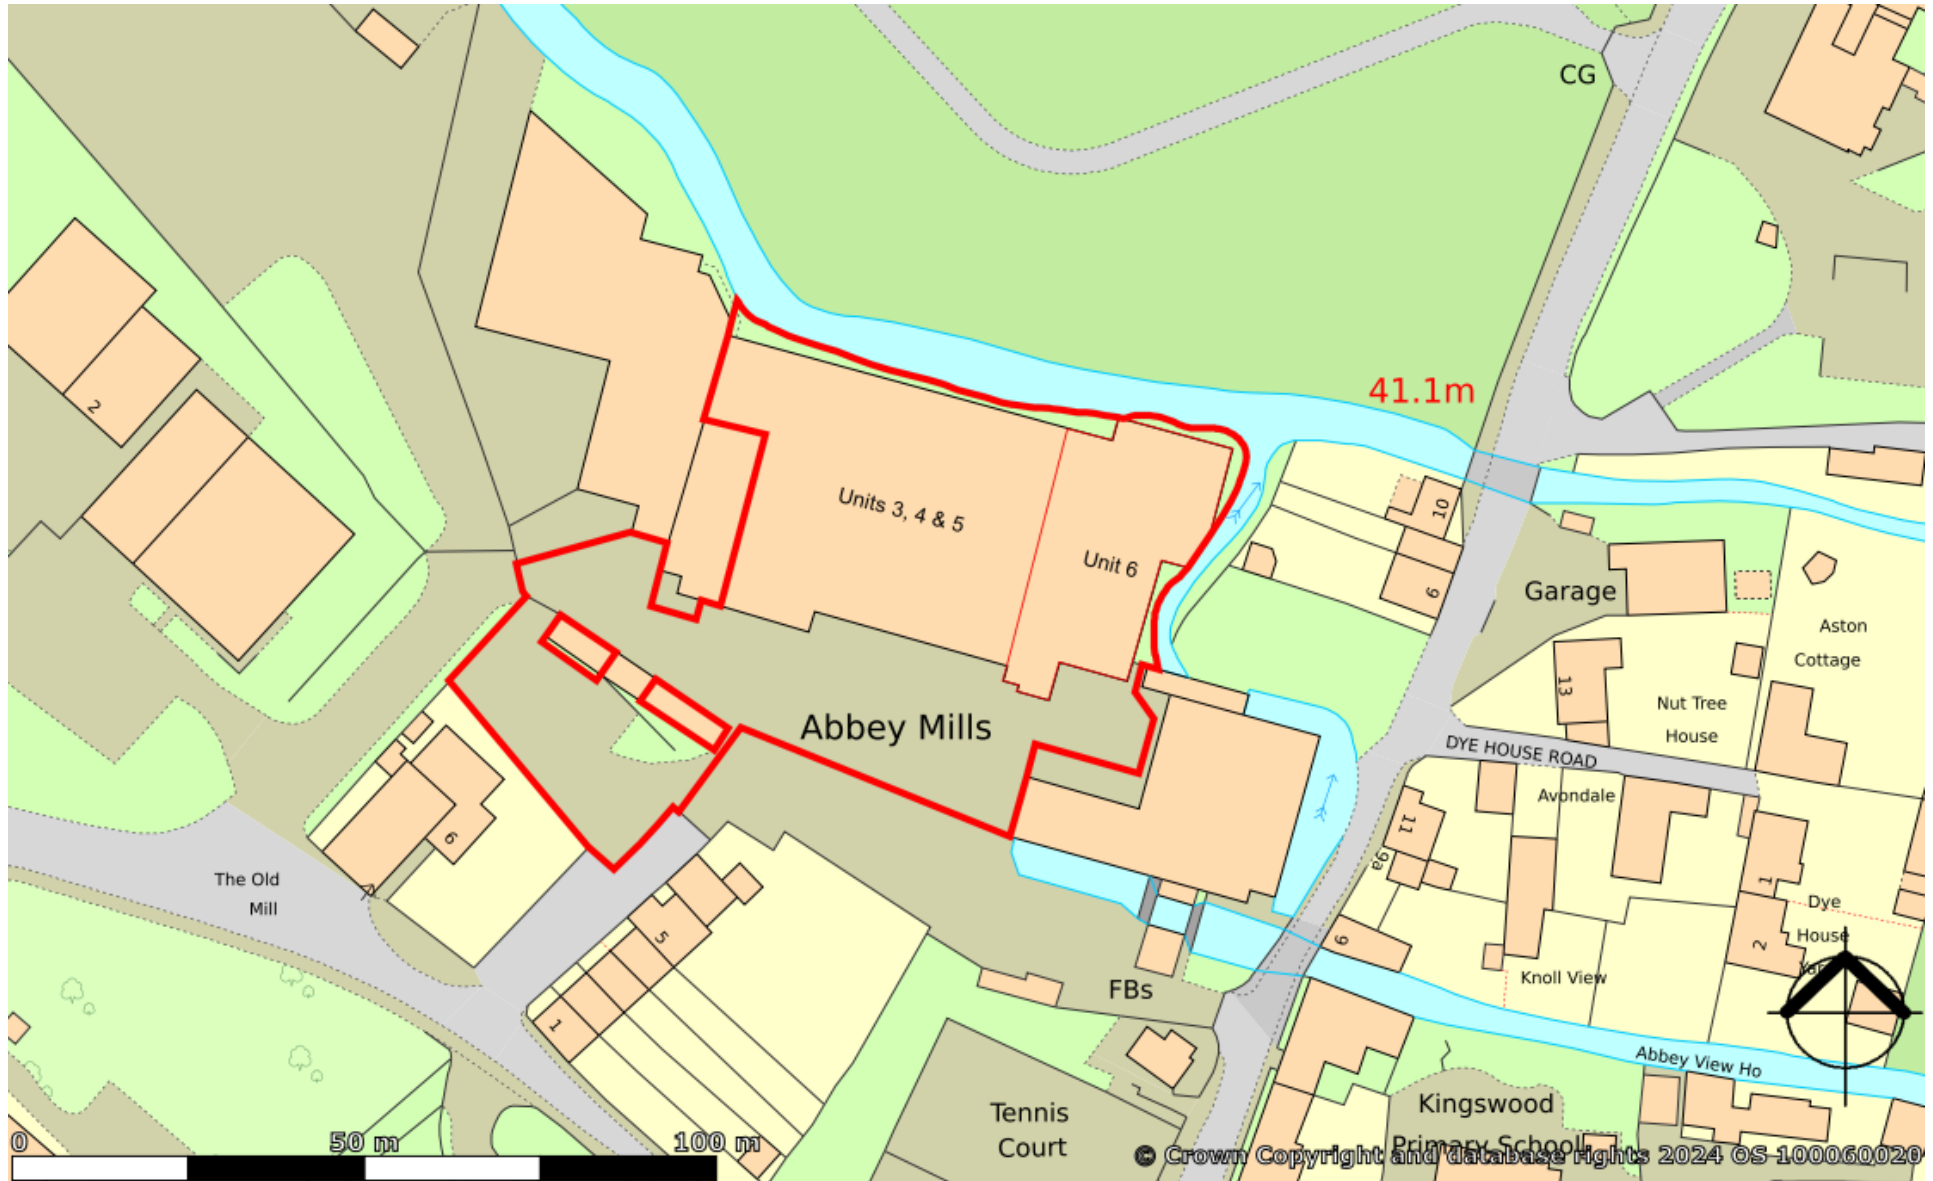 CG
41.1m
2
Units 3, 4 & 5
Unit 6
10
9
Garage
Aston
Cottage
13
Nut Tree
House
Abbey Mills
DYE HOUSE ROAD
Avondale
11
9a
6
The Old
Mill
1
Dye
House
5
9
2
Knoll View
FBs
1
Abbey View Ho
Kingswood
Primary School
Tennis
Court
0
50 m
100 m
© Crown Copyright and database rights 2024 OS 100060020